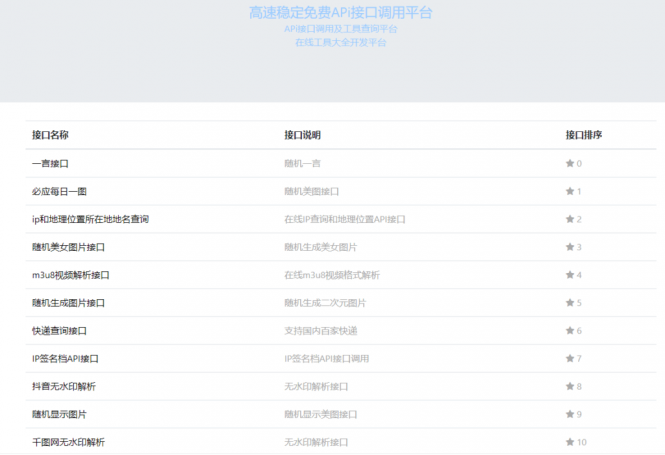 高速稳定免费APi接口调用平台
APi接口调用及工具查询平台
在线工具大全开发平台
接口名称 接口说明 接口排序
一言接口 随机一言 ★ 0
必应每日一图 随机美图接口 ★ 1
ip和地理位置所在地地名查询 在线IP查询和地理位置API接口 ★ 2
随机美女图片接口 随机生成美女图片 ★ 3
m3u8视频解析接口 在线m3u8视频格式解析 ★ 4
随机生成图片接口 随机生成二次元图片 ★ 5
快递查询接口 支持国内百家快递 ★ 6
IP签名档API接口 IP签名档API接口调用 ★ 7
抖音无水印解析 无水印解析接口 ★ 8
随机显示图片 随机显示美图接口 ★ 9
千图网无水印解析 无水印解析接口 ★ 10